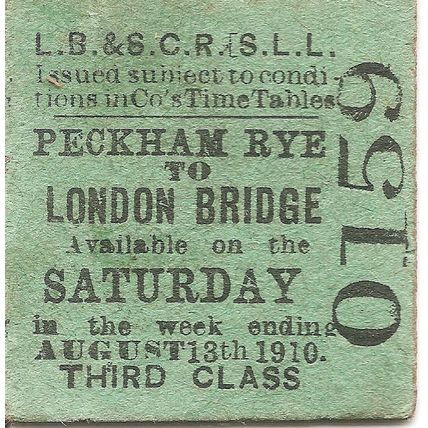 L.B.&S.C.R.[S.L.L.
Issued subject to condi-
tions in Co's Time Tables
PECKHAM RYE
TO
LONDON BRIDGE
Available on the
SATURDAY
in the week ending
AUGUST 13th 1910.
THIRD CLASS
0159